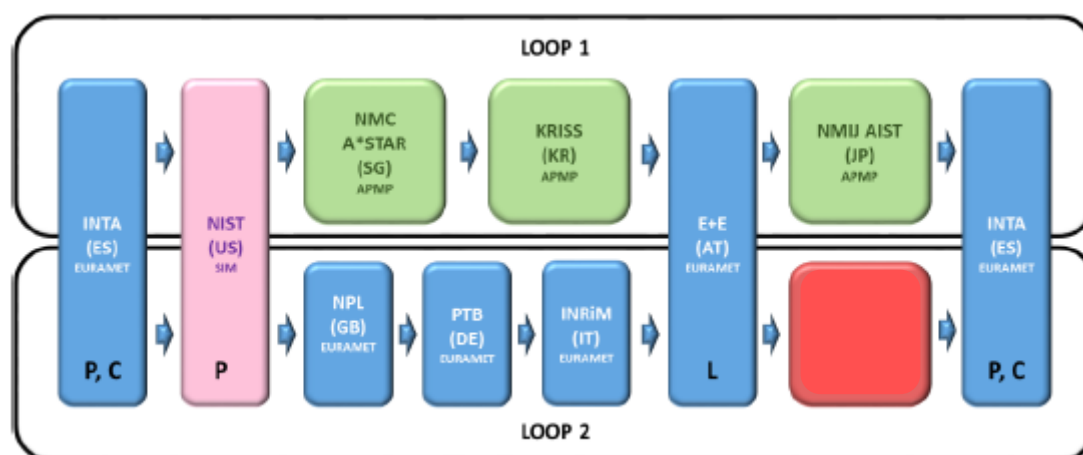 LOOP 1
INTA
(ES)
EURAMET
P, C
NIST
(US)
SIM
P
NMC
A*STAR
(SG)
APMP
KRISS
(KR)
APMP
E+E
(AT)
EURAMET
L
NMIJ AIST
(JP)
APMP
INTA
(ES)
EURAMET
P, C
NPL
(GB)
EURAMET
PTB
(DE)
EURAMET
INRiM
(IT)
EURAMET
LOOP 2